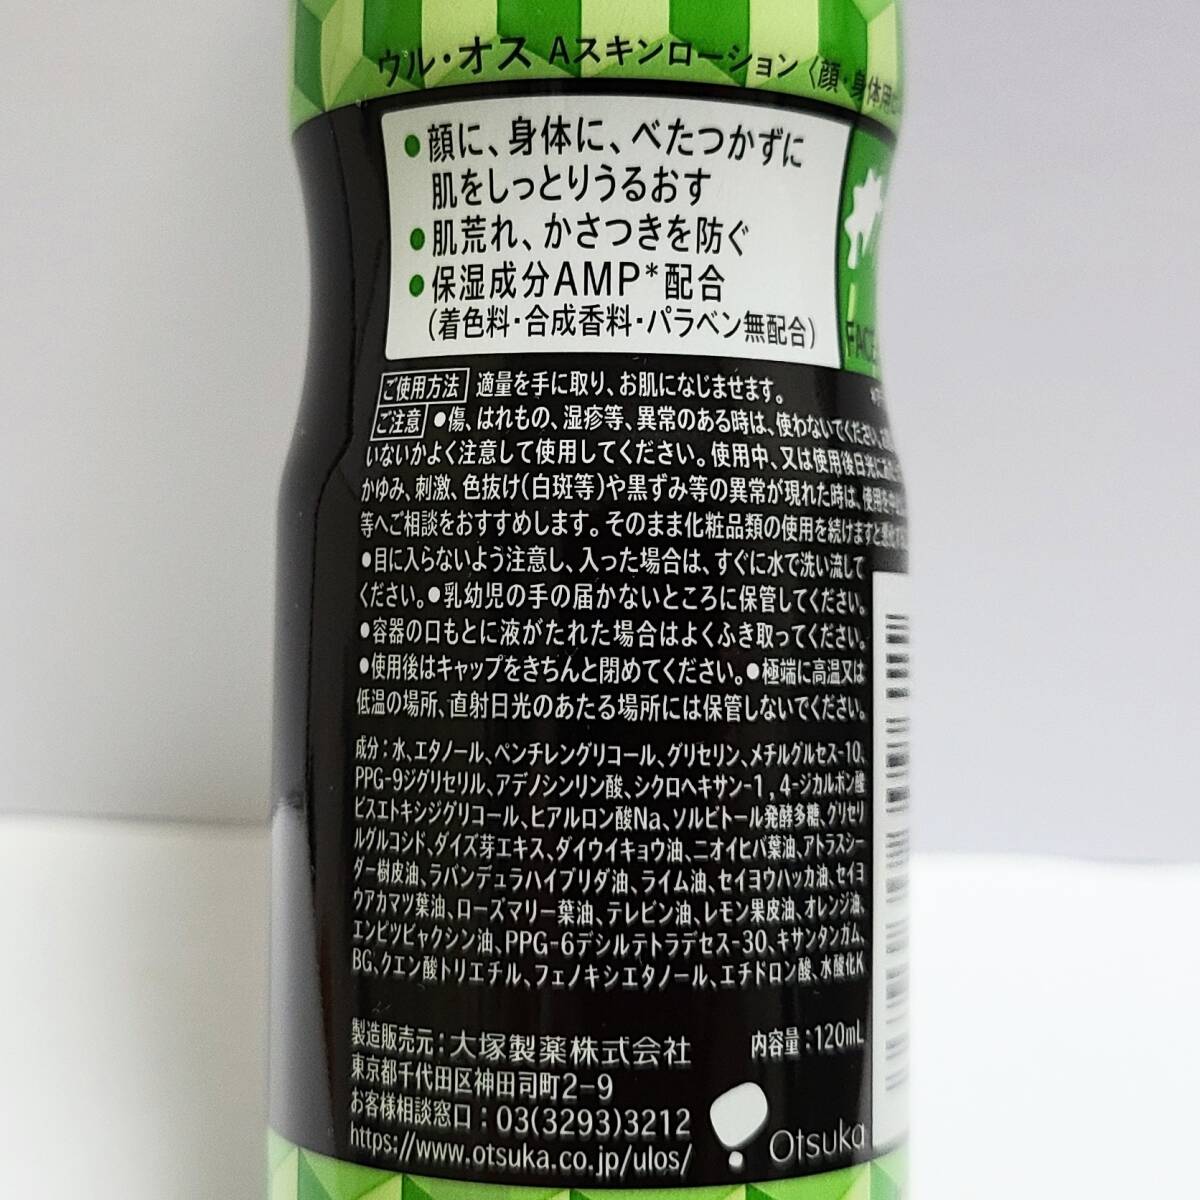 ウル・オス Aスキンローション〈顔・身体用
●顔に、身体に、べたつかずに
肌をしっとりうるおす
●肌荒れ、かさつきを防ぐ
●保湿成分AMP*配合
(着色料・合成香料・パラベン無配合)
FACE
ご使用方法 適量を手に取り、お肌になじませます。
ご注意 ●傷、はれもの、湿疹等、異常のある時は、使わないでください。
いないかよく注意して使用してください。使用中、又は使用後日光に
かゆみ、刺激、色抜け(白斑等)や黒ずみ等の異常が現れた時は、使用を中
等へご相談をおすすめします。そのまま化粧品類の使用を続けますと悪化す
●目に入らないよう注意し、入った場合は、すぐに水で洗い流して
ください。●乳幼児の手の届かないところに保管してください。
●容器の口もとに液がたれた場合はよくふき取ってください。
●使用後はキャップをきちんと閉めてください。●極端に高温又は
低温の場所、直射日光のあたる場所には保管しないでください。
成分：水、エタノール、ペンチレングリコール、グリセリン、メチルグルセス-10、
PPG-9ジグリセリル、アデノシンリン酸、シクロヘキサン-1，4-ジカルボン酸
ビスエトキシジグリコール、ヒアルロン酸Na、ソルビトール発酵多糖、グリセリ
ルグルコシド、ダイズ芽エキス、ダイウイキョウ油、ニオイヒバ葉油、アトラスシー
ダー樹皮油、ラバンデュラハイブリダ油、ライム油、セイヨウハッカ油、セイヨ
ウアカマツ葉油、ローズマリー葉油、テレビン油、レモン果皮油、オレンジ油、
エンピツビャクシン油、PPG-6デシルテトラデセス-30、キサンタンガム、
BG、クエン酸トリエチル、フェノキシエタノール、エチドロン酸、水酸化K
製造販売元：大塚製薬株式会社 内容量：120mL
東京都千代田区神田司町2-9
お客様相談窓口：03(3293)3212
https://www.otsuka.co.jp/ulos/
Otsuka